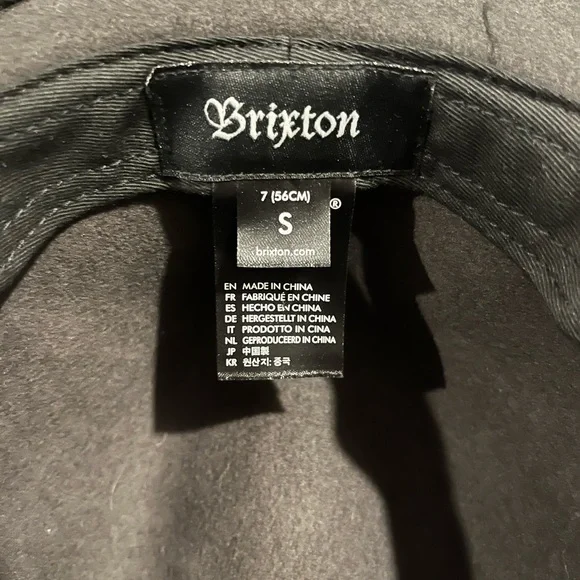 Brixton
7 (56CM)
S
®
brixton.com
EN MADE IN CHINA
FR FABRIQUÉ EN CHINE
ES HECHO EN CHINA
DE HERGESTELLT IN CHINA
IT PRODOTTO IN CINA
NL GEPRODUCEERD IN CHINA
JP 中国製
KR 원산지: 중국